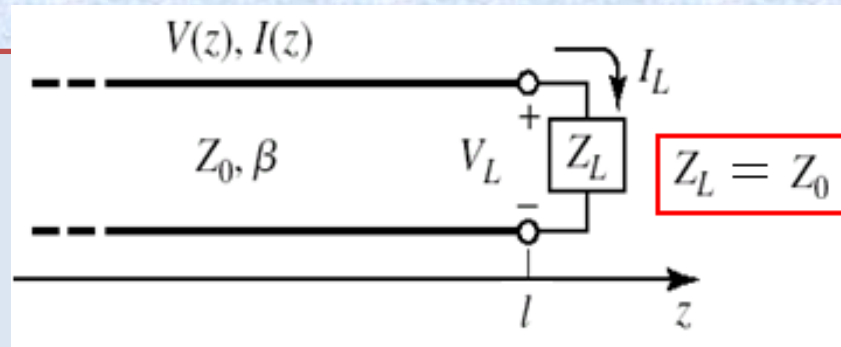 V(z), I(z)
I_L
+
Z_0, β
V_L
Z_L
Z_L = Z_0
−
l
z